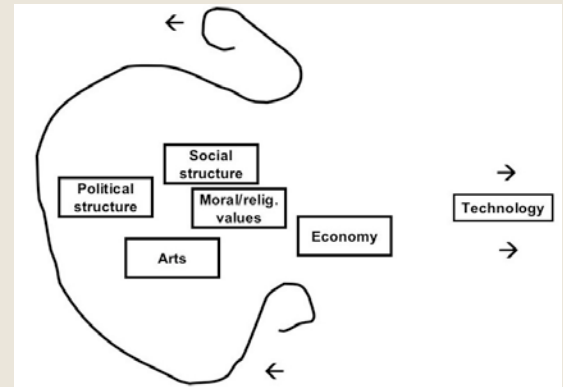 Social
structure
Political
structure
Moral/relig.
values
Technology
Economy
Arts